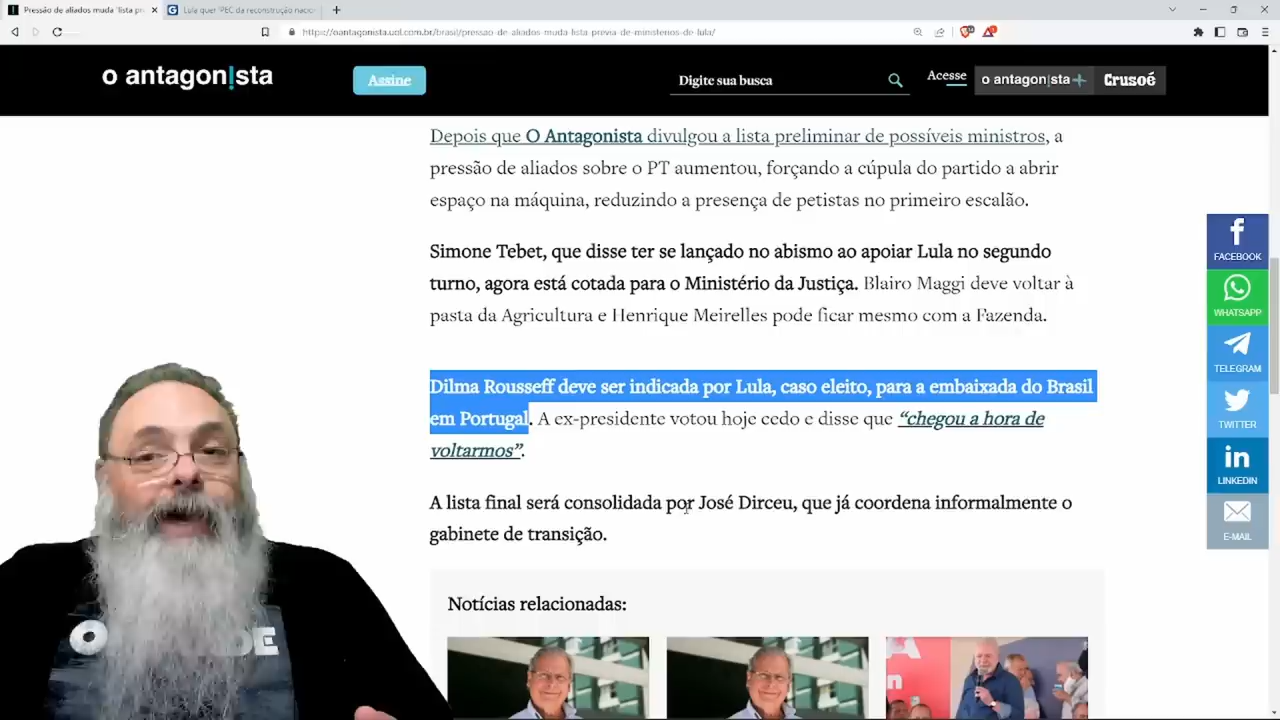 Pressão de aliados muda "lista pr
Lula quer 'PEC da reconstrução nacio
https://oantagonista.uol.com.br/brasil/pressao-de-aliados-muda-lista-previa-de-ministerios-de-lula/
o antagon!sta
Assine
Digite sua busca
Acesse
o antagon|sta+
Crusoé
Depois que O Antagonista divulgou a lista preliminar de possíveis ministros, a
pressão de aliados sobre o PT aumentou, forçando a cúpula do partido a abrir
espaço na máquina, reduzindo a presença de petistas no primeiro escalão.
Simone Tebet, que disse ter se lançado no abismo ao apoiar Lula no segundo
turno, agora está cotada para o Ministério da Justiça. Blairo Maggi deve voltar à
pasta da Agricultura e Henrique Meirelles pode ficar mesmo com a Fazenda.
Dilma Rousseff deve ser indicada por Lula, caso eleito, para a embaixada do Brasil
em Portugal. A ex-presidente votou hoje cedo e disse que “chegou a hora de
voltarmos”.
A lista final será consolidada por José Dirceu, que já coordena informalmente o
gabinete de transição.
Notícias relacionadas:
FACEBOOK
WHATSAPP
TELEGRAM
TWITTER
LINKEDIN
E-MAIL